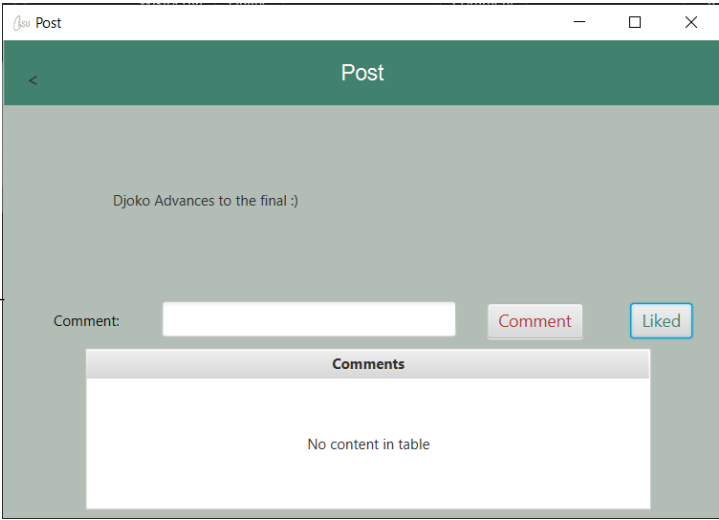 Post
Post
<
Djoko Advances to the final :)
Comment:
Comment
Liked
Comments
No content in table